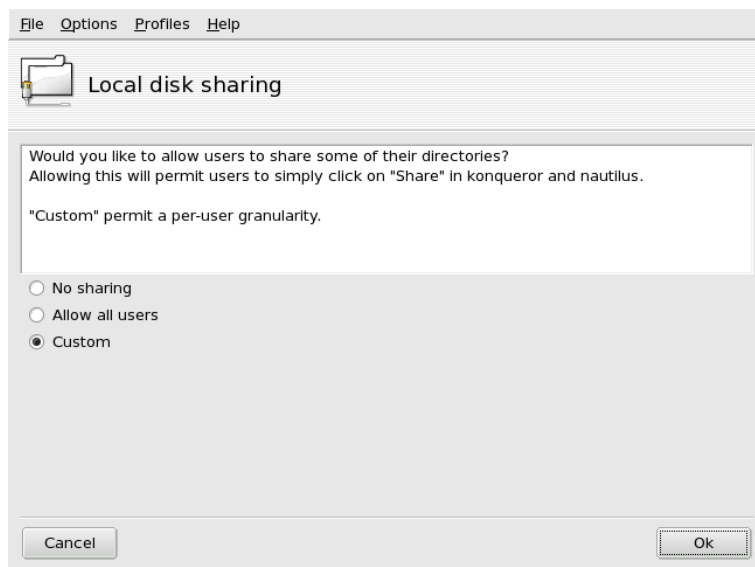 File Options Profiles Help
Local disk sharing
Would you like to allow users to share some of their directories?
Allowing this will permit users to simply click on "Share" in konqueror and nautilus.
"Custom" permit a per-user granularity.
No sharing
Allow all users
Custom
Cancel Ok